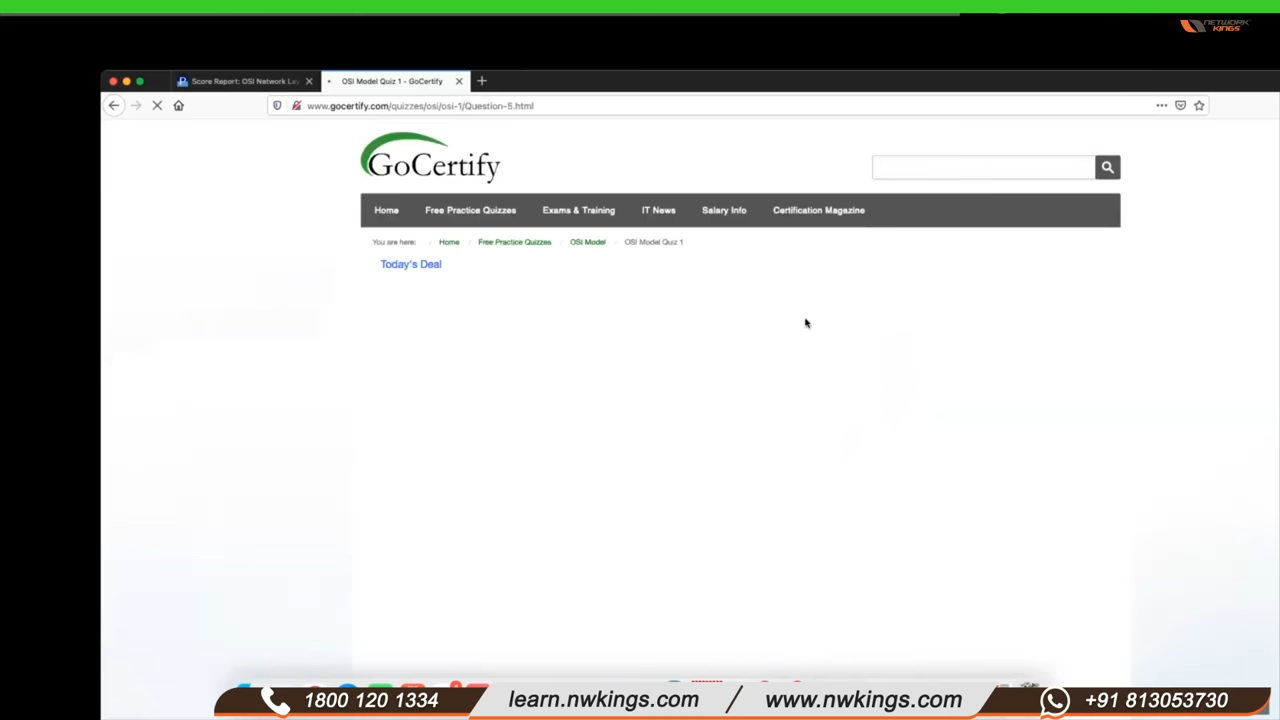 NETWORK
KINGS
Score Report: OSI Network La
OSI Model Quiz 1 - GoCertify
www.gocertify.com/quizzes/osi/osi-1/Question-5.html
GoCertify
Home
Free Practice Quizzes
Exams & Training
IT News
Salary Info
Certification Magazine
You are here: / Home / Free Practice Quizzes / OSI Model / OSI Model Quiz 1
Today's Deal
1800 120 1334
learn.nwkings.com / www.nwkings.com
+91 813053730